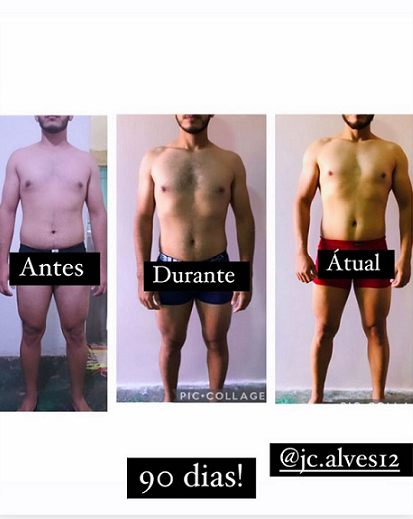 Antes
Durante
Átual
PIC•COLLAGE
@jc.alves12
90 dias!